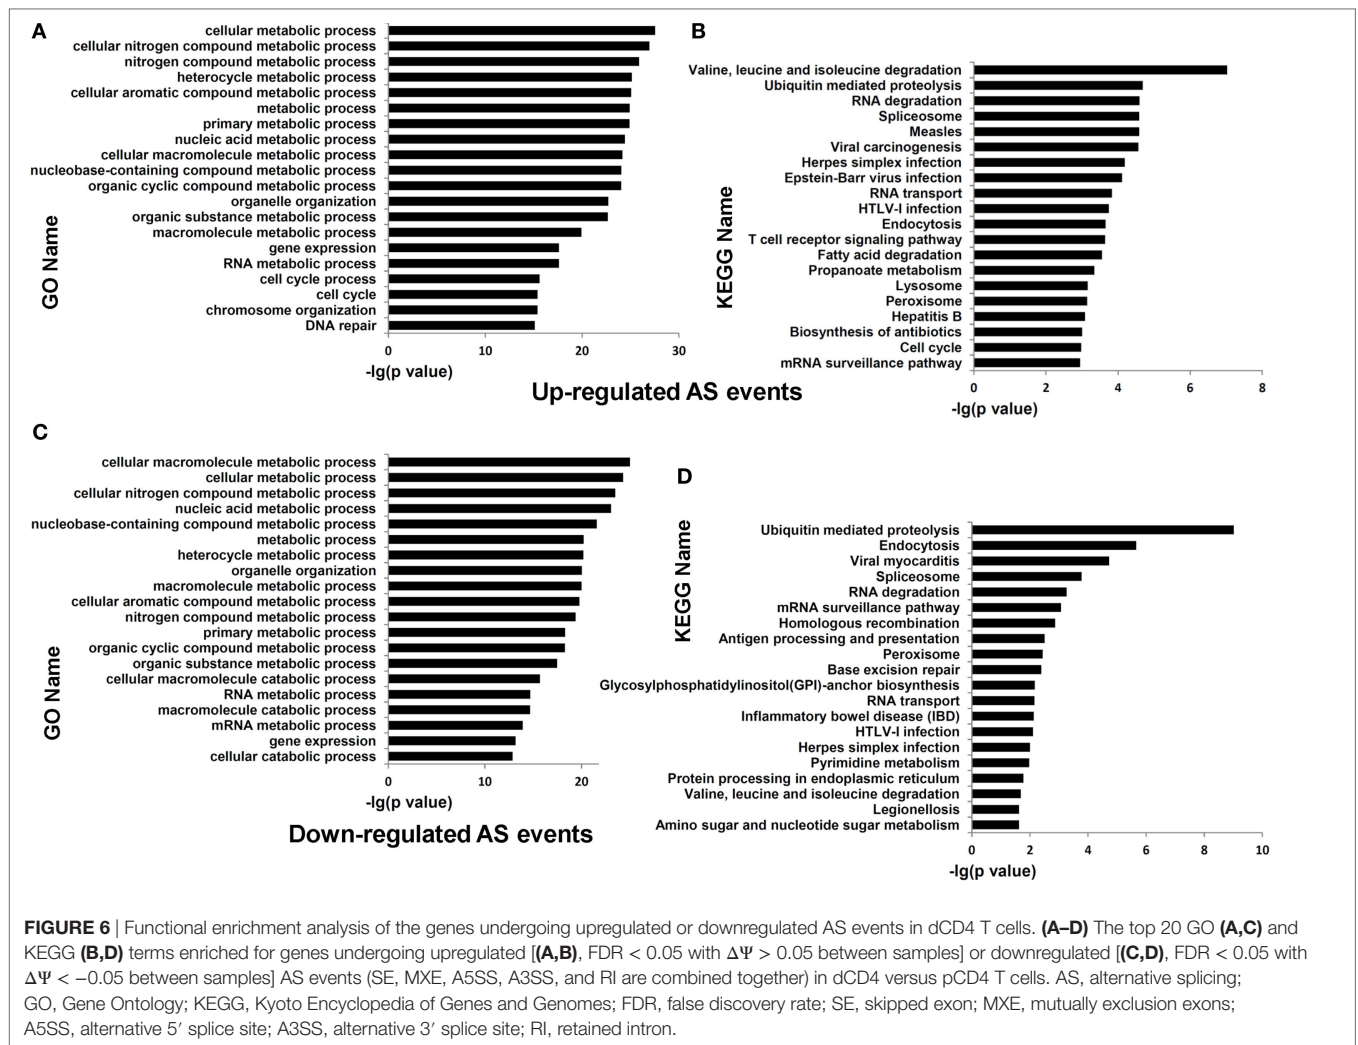 A
cellular metabolic process
cellular nitrogen compound metabolic process
nitrogen compound metabolic process
heterocycle metabolic process
cellular aromatic compound metabolic process
metabolic process
primary metabolic process
nucleic acid metabolic process
cellular macromolecule metabolic process
nucleobase-containing compound metabolic process
organic cyclic compound metabolic process
organelle organization
organic substance metabolic process
macromolecule metabolic process
gene expression
RNA metabolic process
cell cycle process
cell cycle
chromosome organization
DNA repair
GO Name
0 10 20 30
-lg(p value)
B
Valine, leucine and isoleucine degradation
Ubiquitin mediated proteolysis
RNA degradation
Spliceosome
Measles
Viral carcinogenesis
Herpes simplex infection
Epstein-Barr virus infection
RNA transport
HTLV-I infection
Endocytosis
T cell receptor signaling pathway
Fatty acid degradation
Propanoate metabolism
Lysosome
Peroxisome
Hepatitis B
Biosynthesis of antibiotics
Cell cycle
mRNA surveillance pathway
KEGG Name
0 2 4 6 8
-lg(p value)
Up-regulated AS events
C
cellular macromolecule metabolic process
cellular metabolic process
cellular nitrogen compound metabolic process
nucleic acid metabolic process
nucleobase-containing compound metabolic process
metabolic process
heterocycle metabolic process
organelle organization
macromolecule metabolic process
cellular aromatic compound metabolic process
nitrogen compound metabolic process
primary metabolic process
organic cyclic compound metabolic process
organic substance metabolic process
cellular macromolecule catabolic process
RNA metabolic process
macromolecule catabolic process
mRNA metabolic process
gene expression
cellular catabolic process
GO Name
0 10 20
-lg(p value)
D
Ubiquitin mediated proteolysis
Endocytosis
Viral myocarditis
Spliceosome
RNA degradation
mRNA surveillance pathway
Homologous recombination
Antigen processing and presentation
Peroxisome
Base excision repair
Glycosylphosphatidylinositol(GPI)-anchor biosynthesis
RNA transport
Inflammatory bowel disease (IBD)
HTLV-I infection
Herpes simplex infection
Pyrimidine metabolism
Protein processing in endoplasmic reticulum
Valine, leucine and isoleucine degradation
Legionellosis
Amino sugar and nucleotide sugar metabolism
KEGG Name
0 2 4 6 8 10
-lg(p value)
Down-regulated AS events
FIGURE 6 | Functional enrichment analysis of the genes undergoing upregulated or downregulated AS events in dCD4 T cells. (A–D) The top 20 GO (A,C) and
KEGG (B,D) terms enriched for genes undergoing upregulated [(A,B), FDR < 0.05 with ΔΨ > 0.05 between samples] or downregulated [(C,D), FDR < 0.05 with
ΔΨ < −0.05 between samples] AS events (SE, MXE, A5SS, A3SS, and RI are combined together) in dCD4 versus pCD4 T cells. AS, alternative splicing;
GO, Gene Ontology; KEGG, Kyoto Encyclopedia of Genes and Genomes; FDR, false discovery rate; SE, skipped exon; MXE, mutually exclusion exons;
A5SS, alternative 5′ splice site; A3SS, alternative 3′ splice site; RI, retained intron.